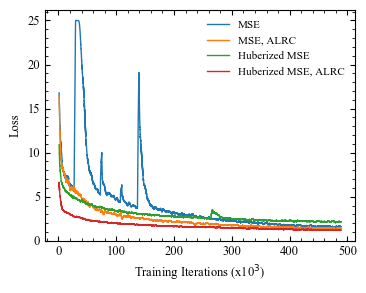 25
20
15
10
5
0
Loss
MSE
MSE, ALRC
Huberized MSE
Huberized MSE, ALRC
0 100 200 300 400 500
Training Iterations (x10³)